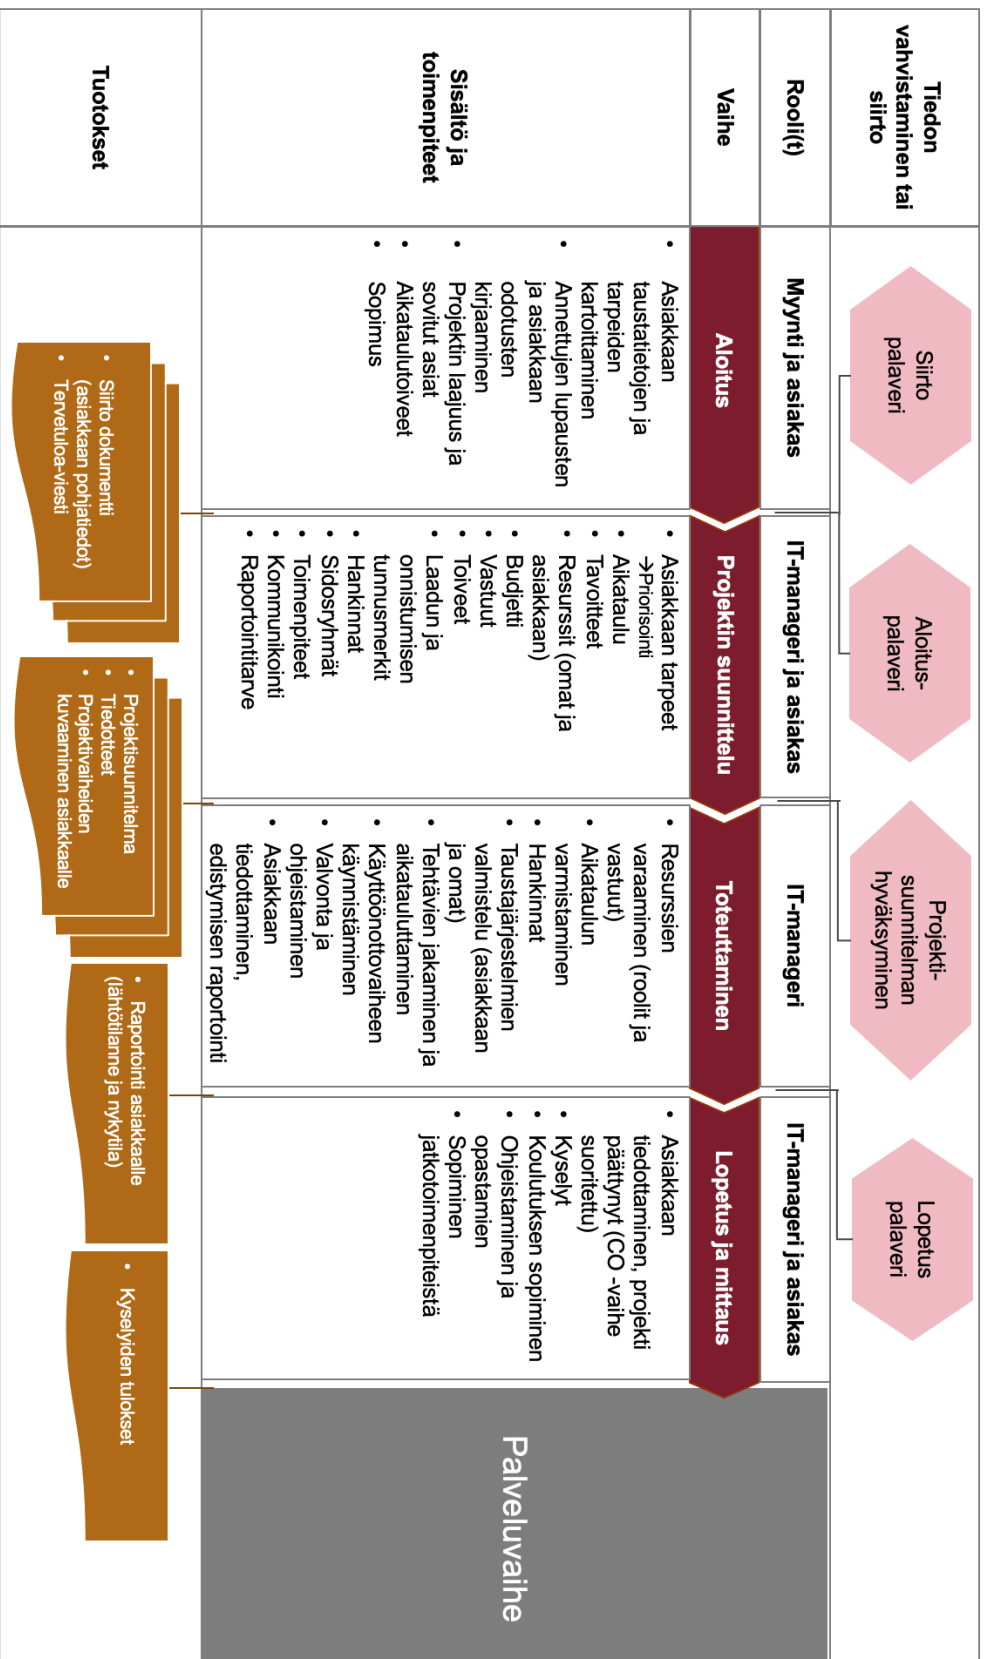 Tiedon
vahvistaminen tai
siirto
Siirto
palaveri
Aloitus-
palaveri
Projekti-
suunnitelman
hyväksyminen
Lopetus
palaveri
Rooli(t)
Myynti ja asiakas
IT-manageri ja asiakas
IT-manageri
IT-manageri ja asiakas
Vaihe
Aloitus
Projektin suunnittelu
Toteuttaminen
Lopetus ja mittaus
Sisältö ja
toimenpiteet
• Asiakkaan
taustatietojen ja
tarpeiden
kartoittaminen
• Annettujen lupausten
ja asiakkaan
odotusten
kirjaaminen
• Projektin laajuus ja
sovitut asiat
• Aikataulutoiveet
• Sopimus
• Asiakkaan tarpeet
→Priorisointi
• Aikataulu
• Tavoitteet
• Resurssit (omat ja
asiakkaan)
• Budjetti
• Vastuut
• Toiveet
• Laadun ja
onnistumisen
tunnusmerkit
• Hankinnat
• Sidosryhmät
• Toimenpiteet
• Kommunikointi
• Raportointitarve
• Resurssien
varaaminen (roolit ja
vastuut)
• Aikataulun
varmistaminen
• Hankinnat
• Taustajärjestelmien
valmistelu (asiakkaan
ja omat)
• Tehtävien jakaminen ja
aikatauluttaminen
• Käyttöönottovaiheen
käynnistäminen
• Valvonta ja
ohjeistaminen
• Asiakkaan
tiedottaminen,
edistymisen raportointi
• Asiakkaan
tiedottaminen, projekti
päättynyt (CO -vaihe
suoritettu)
• Kyselyt
• Koulutuksen sopiminen
• Ohjeistaminen ja
opastamien
• Sopiminen
jatkotoimenpiteistä
Palveluvaihe
Tuotokset
• Siirto dokumentti
(asiakkaan pohjatiedot)
• Tervetuloa-viesti
• Projektisuunnitelma
• Tiedotteet
• Projektivaiheiden
kuvaaminen asiakkaalle
• Raportointi asiakkaalle
(lähtötilanne ja nykytila)
• Kyselyiden tulokset